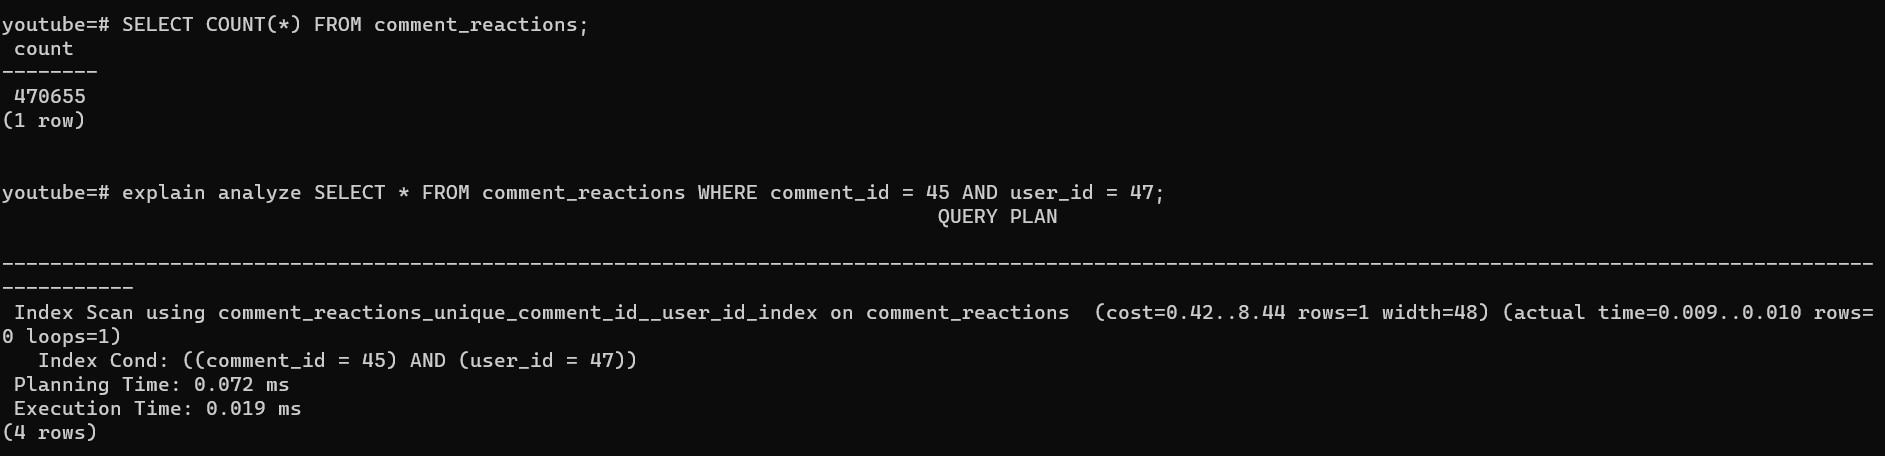 youtube=# SELECT COUNT(*) FROM comment_reactions;
 count
--------
 470655
(1 row)
youtube=# explain analyze SELECT * FROM comment_reactions WHERE comment_id = 45 AND user_id = 47;
QUERY PLAN
------------------------------------------------------------------------------------------------------------------------------------------------------------
-----------
 Index Scan using comment_reactions_unique_comment_id__user_id_index on comment_reactions  (cost=0.42..8.44 rows=1 width=48) (actual time=0.009..0.010 rows=
0 loops=1)
   Index Cond: ((comment_id = 45) AND (user_id = 47))
 Planning Time: 0.072 ms
 Execution Time: 0.019 ms
(4 rows)